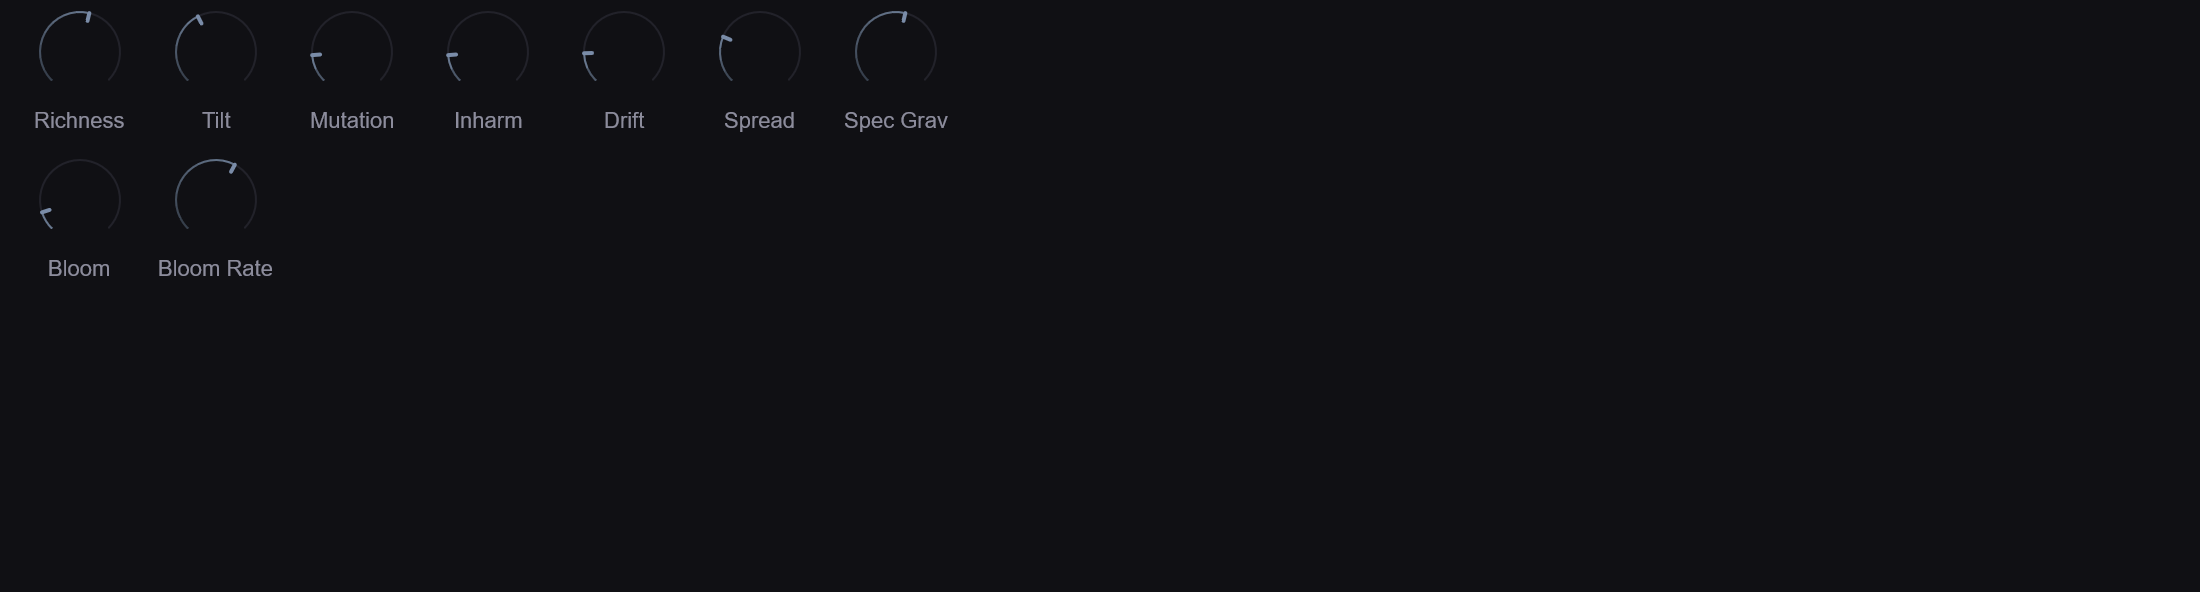 Richness Tilt Mutation Inharm Drift Spread Spec Grav
Bloom Bloom Rate